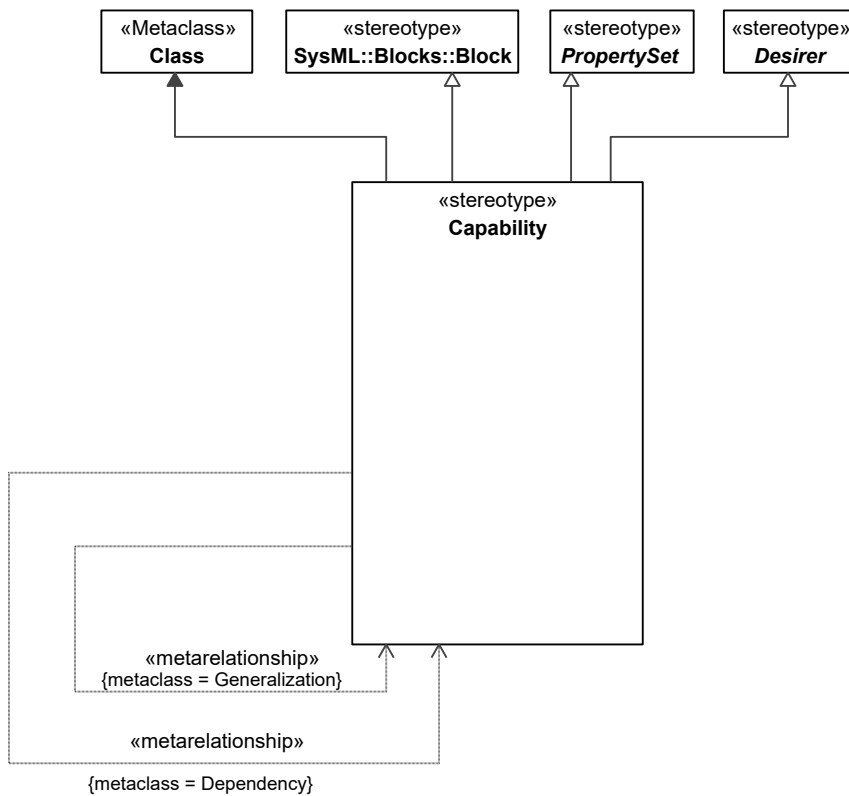 «Metaclass»
Class
«stereotype»
SysML::Blocks::Block
«stereotype»
PropertySet
«stereotype»
Desirer
«stereotype»
Capability
«metarelationship»
{metaclass = Generalization}
«metarelationship»
{metaclass = Dependency}